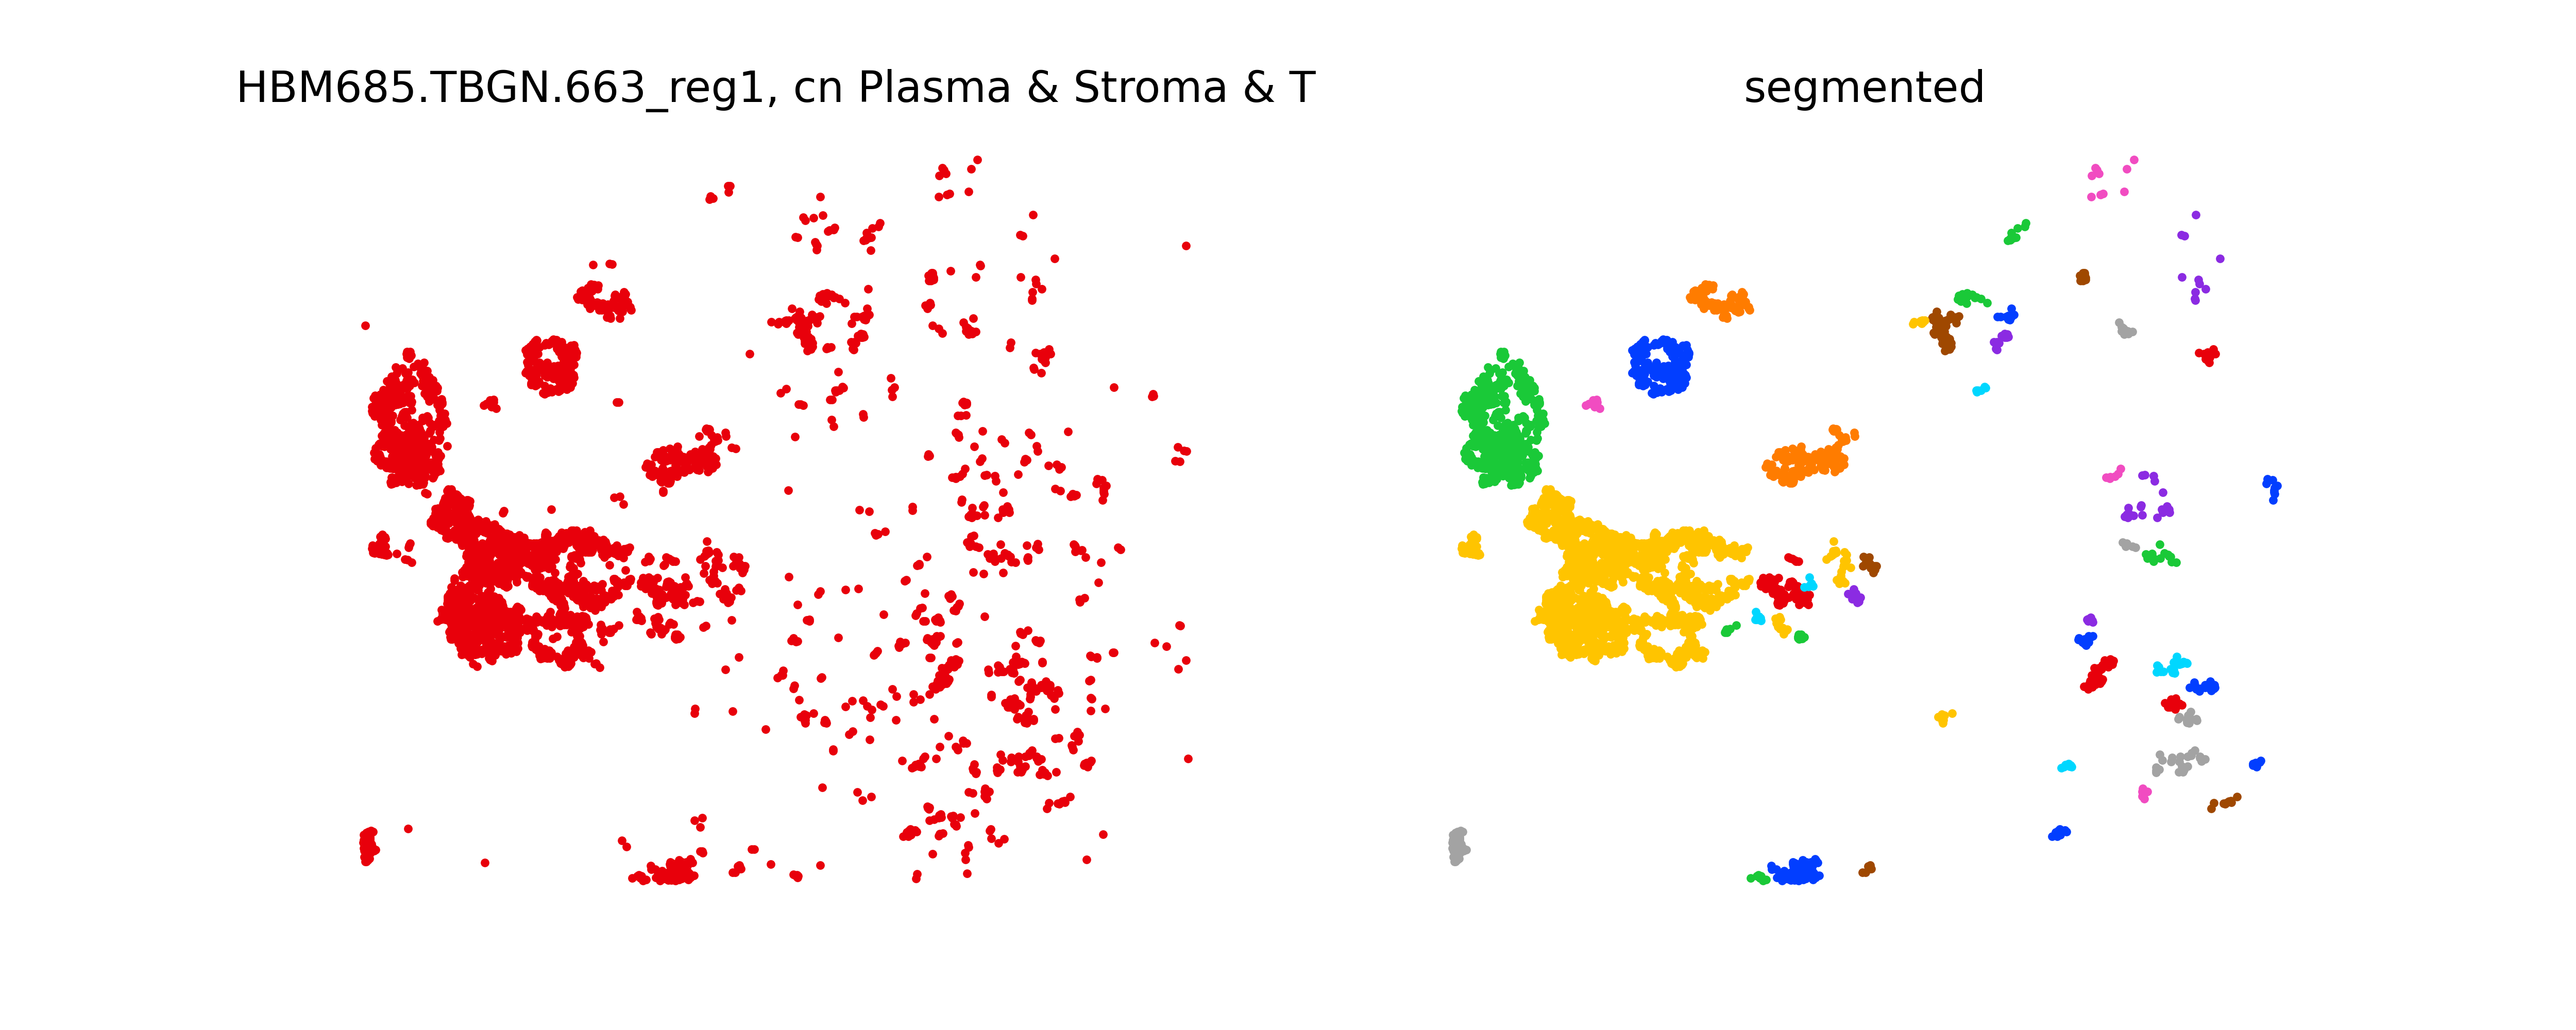 HBM685.TBGN.663_reg1, cn Plasma & Stroma & T
segmented